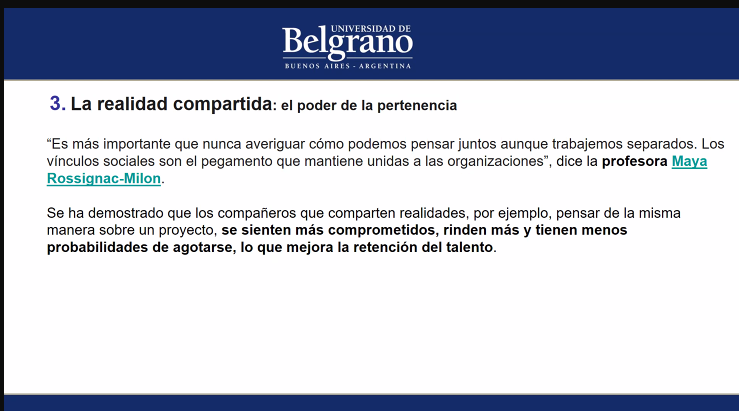 UNIVERSIDAD DE
Belgrano
BUENOS AIRES - ARGENTINA
3. La realidad compartida: el poder de la pertenencia
“Es más importante que nunca averiguar cómo podemos pensar juntos aunque trabajemos separados. Los
vínculos sociales son el pegamento que mantiene unidas a las organizaciones”, dice la profesora Maya
Rossignac-Milon.
Se ha demostrado que los compañeros que comparten realidades, por ejemplo, pensar de la misma
manera sobre un proyecto, se sienten más comprometidos, rinden más y tienen menos
probabilidades de agotarse, lo que mejora la retención del talento.